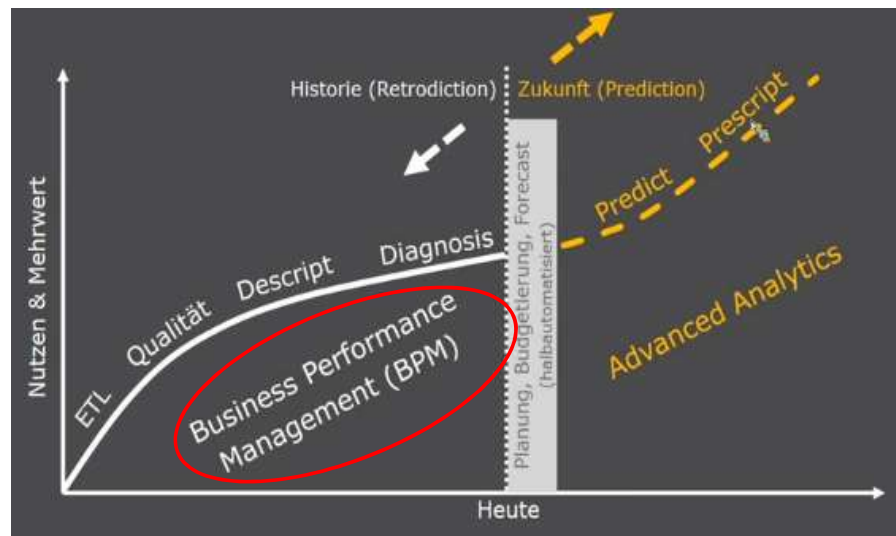 Historie (Retrodiction)
Zukunft (Prediction)
Nutzen & Mehrwert
ETL
Qualität
Descript
Diagnosis
Predict
Prescript
Business Performance
Management (BPM)
Planung, Budgetierung, Forecast
(halbautomatisiert)
Advanced Analytics
Heute